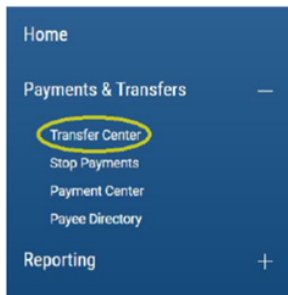 Home
Payments & Transfers —
Transfer Center
Stop Payments
Payment Center
Payee Directory
Reporting +